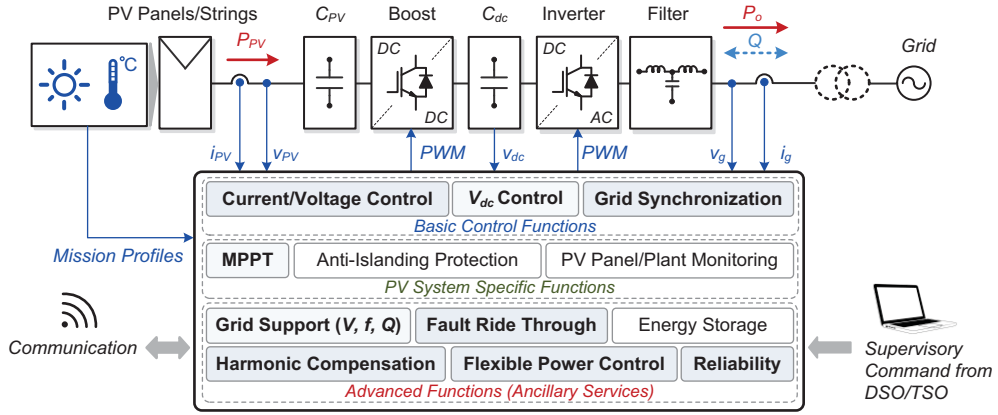 PV Panels/Strings
C_PV
Boost
C_dc
Inverter
Filter
P_o
Q
Grid
P_PV
°C
DC
DC
DC
AC
i_PV
v_PV
PWM
v_dc
PWM
v_g
i_g
Current/Voltage Control
V_dc Control
Grid Synchronization
Basic Control Functions
Mission Profiles
MPPT
Anti-Islanding Protection
PV Panel/Plant Monitoring
PV System Specific Functions
Grid Support (V, f, Q)
Fault Ride Through
Energy Storage
Harmonic Compensation
Flexible Power Control
Reliability
Advanced Functions (Ancillary Services)
Communication
Supervisory
Command from
DSO/TSO